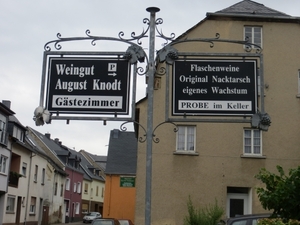 Weingut P
August Knodt
Gästezimmer
Flaschenweine
Original Nacktarsch
eigenes Wachstum
PROBE im Keller